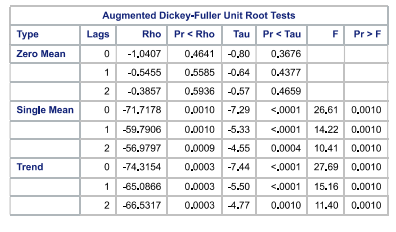 Augmented Dickey-Fuller Unit Root Tests
Type Lags Rho Pr < Rho Tau Pr < Tau F Pr > F
Zero Mean 0 -1.0407 0.4641 -0.80 0.3676
1 -0.5455 0.5585 -0.64 0.4377
2 -0.3857 0.5936 -0.57 0.4659
Single Mean 0 -71.7178 0.0010 -7.29 <.0001 26.61 0.0010
1 -59.7906 0.0010 -5.33 <.0001 14.22 0.0010
2 -56.9797 0.0009 -4.55 0.0004 10.41 0.0010
Trend 0 -74.3154 0.0003 -7.44 <.0001 27.69 0.0010
1 -65.0866 0.0003 -5.50 <.0001 15.16 0.0010
2 -66.5317 0.0003 -4.77 0.0010 11.40 0.0010